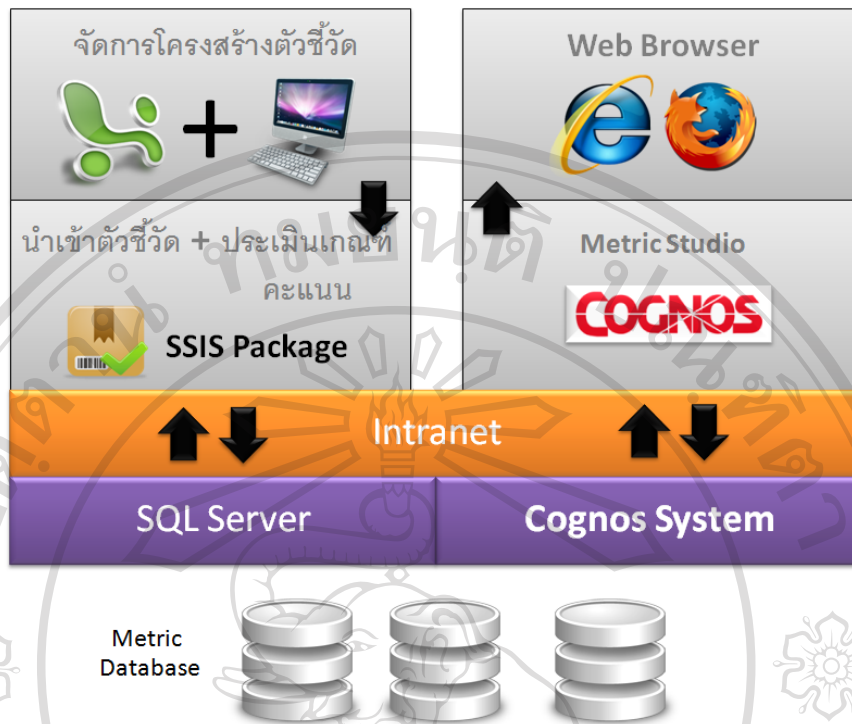 จัดการโครงสร้างตัวชี้วัด
Web Browser
นำเข้าตัวชี้วัด + ประเมินเกณฑ์
คะแนน
SSIS Package
Metric Studio
COGNOS
Intranet
SQL Server
Cognos System
Metric
Database